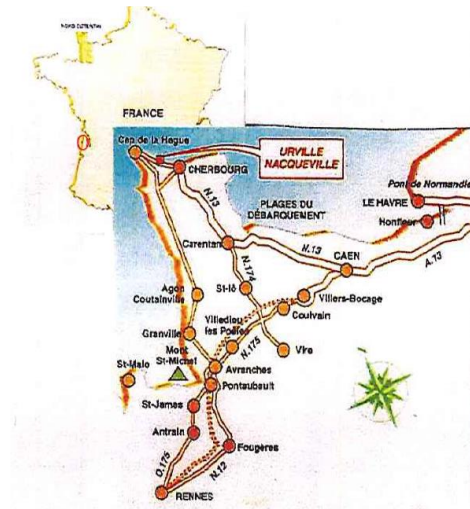 NORD COTENTIN
FRANCE
Cap de la Hague
URVILLE
NACQUEVILLE
CHERBOURG
Pont de Normandie
N.13
PLAGES DU
DÉBARQUEMENT
LE HAVRE
Honfleur
Carentan
N.13
CAEN
A.13
N.174
Agon
Coutainville
St-lô
Villers-Bocage
Coulvain
Granville
Villedieu
les Poêles
N.175
Vire
Mont
St-Michel
St-Malo
Avranches
Pontaubault
St-James
Antrain
Fougères
D.175
N.12
RENNES